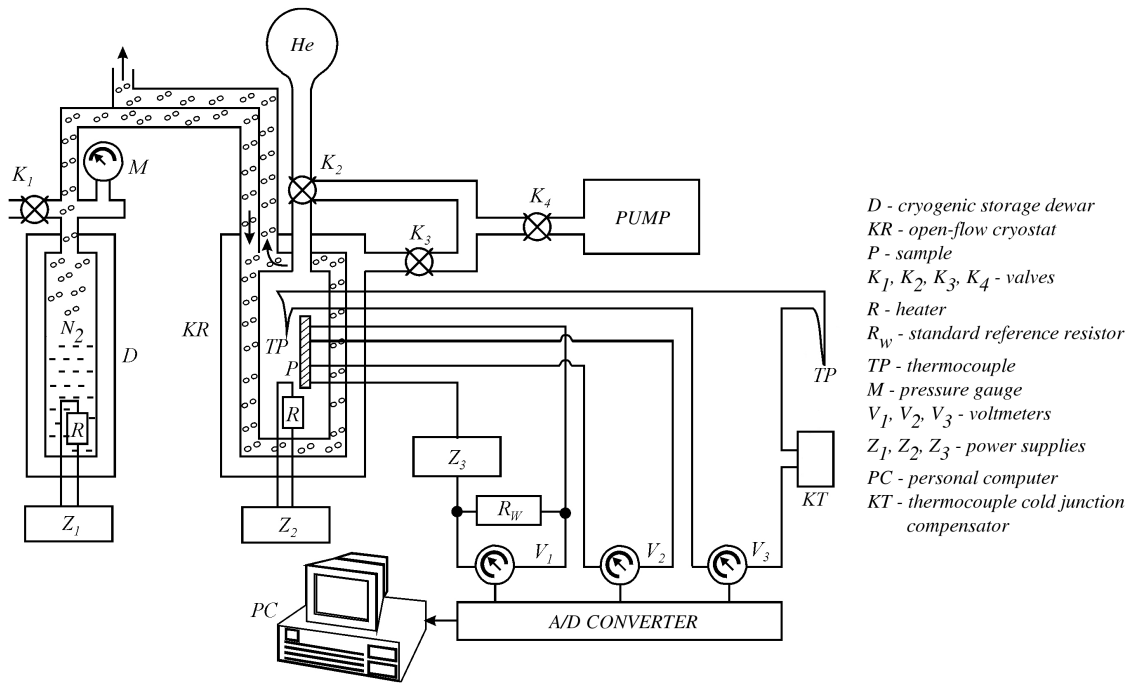 He
K1
M
K2
K4
PUMP
K3
N2
D
KR
TP
P
R
R
TP
Z3
KT
RW
Z1
Z2
V1
V2
V3
PC
A/D CONVERTER
D - cryogenic storage dewar
KR - open-flow cryostat
P - sample
K1, K2, K3, K4 - valves
R - heater
Rw - standard reference resistor
TP - thermocouple
M - pressure gauge
V1, V2, V3 - voltmeters
Z1, Z2, Z3 - power supplies
PC - personal computer
KT - thermocouple cold junction
compensator